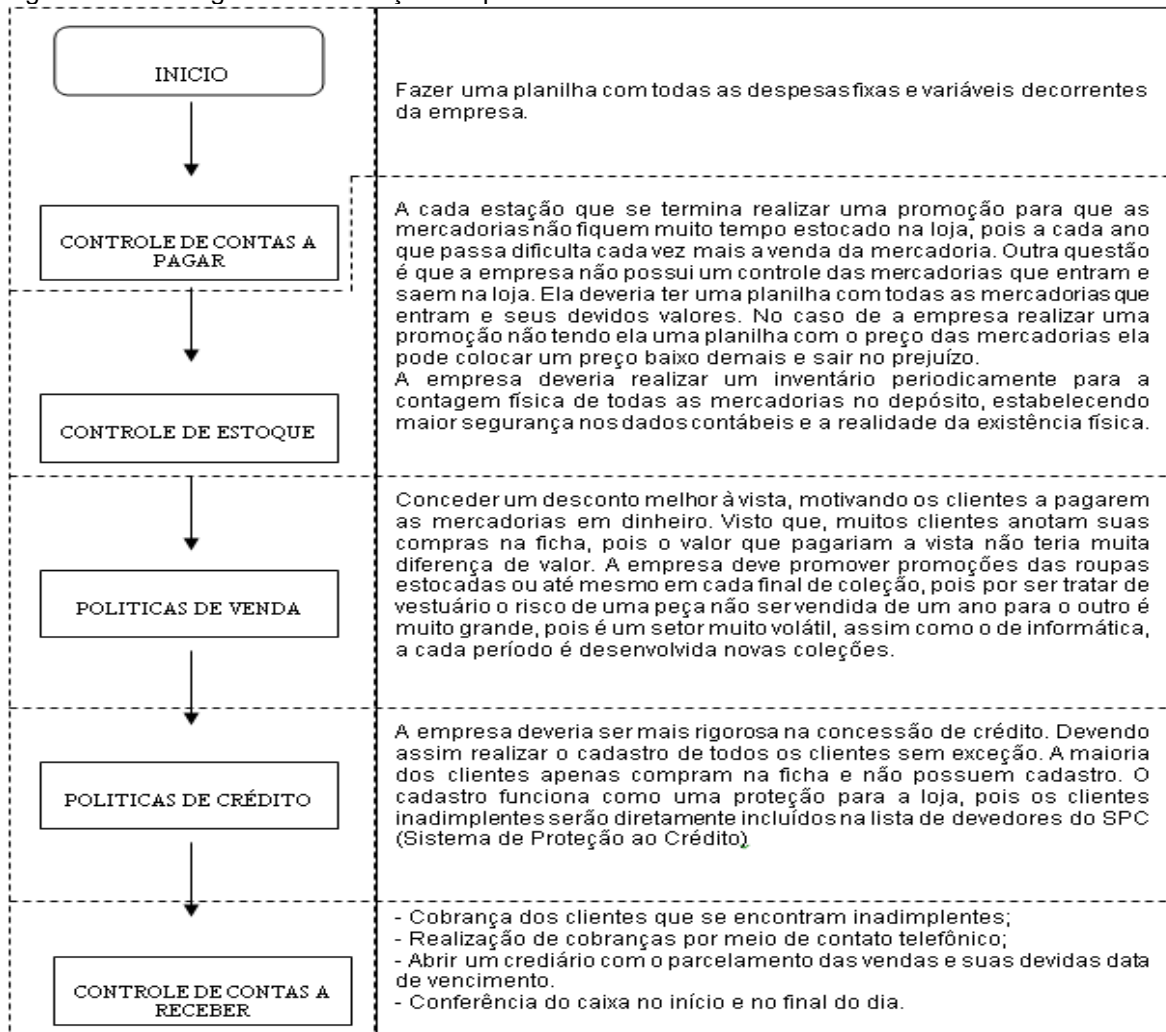 INICIO
Fazer uma planilha com todas as despesas fixas e variáveis decorrentes
da empresa.
CONTROLE DE CONTAS A
PAGAR
A cada estação que se termina realizar uma promoção para que as
mercadorias não fiquem muito tempo estocado na loja, pois a cada ano
que passa dificulta cada vez mais a venda da mercadoria. Outra questão
é que a empresa não possui um controle das mercadorias que entram e
saem na loja. Ela deveria ter uma planilha com todas as mercadorias que
entram e seus devidos valores. No caso de a empresa realizar uma
promoção não tendo ela uma planilha com o preço das mercadorias ela
pode colocar um preço baixo demais e sair no prejuízo.
A empresa deveria realizar um inventário periodicamente para a
contagem física de todas as mercadorias no depósito, estabelecendo
maior segurança nos dados contábeis e a realidade da existência física.
CONTROLE DE ESTOQUE
Conceder um desconto melhor à vista, motivando os clientes a pagarem
as mercadorias em dinheiro. Visto que, muitos clientes anotam suas
compras na ficha, pois o valor que pagariam a vista não teria muita
diferença de valor. A empresa deve promover promoções das roupas
estocadas ou até mesmo em cada final de coleção, pois por ser tratar de
vestuário o risco de uma peça não ser vendida de um ano para o outro é
muito grande, pois é um setor muito volátil, assim como o de informática,
a cada período é desenvolvida novas coleções.
POLITICAS DE VENDA
A empresa deveria ser mais rigorosa na concessão de crédito. Devendo
assim realizar o cadastro de todos os clientes sem exceção. A maioria
dos clientes apenas compram na ficha e não possuem cadastro. O
cadastro funciona como uma proteção para a loja, pois os clientes
inadimplentes serão diretamente incluídos na lista de devedores do SPC
(Sistema de Proteção ao Crédito)
POLITICAS DE CRÉDITO
- Cobrança dos clientes que se encontram inadimplentes;
- Realização de cobranças por meio de contato telefônico;
- Abrir um crediário com o parcelamento das vendas e suas devidas data
de vencimento.
- Conferência do caixa no início e no final do dia.
CONTROLE DE CONTAS A
RECEBER